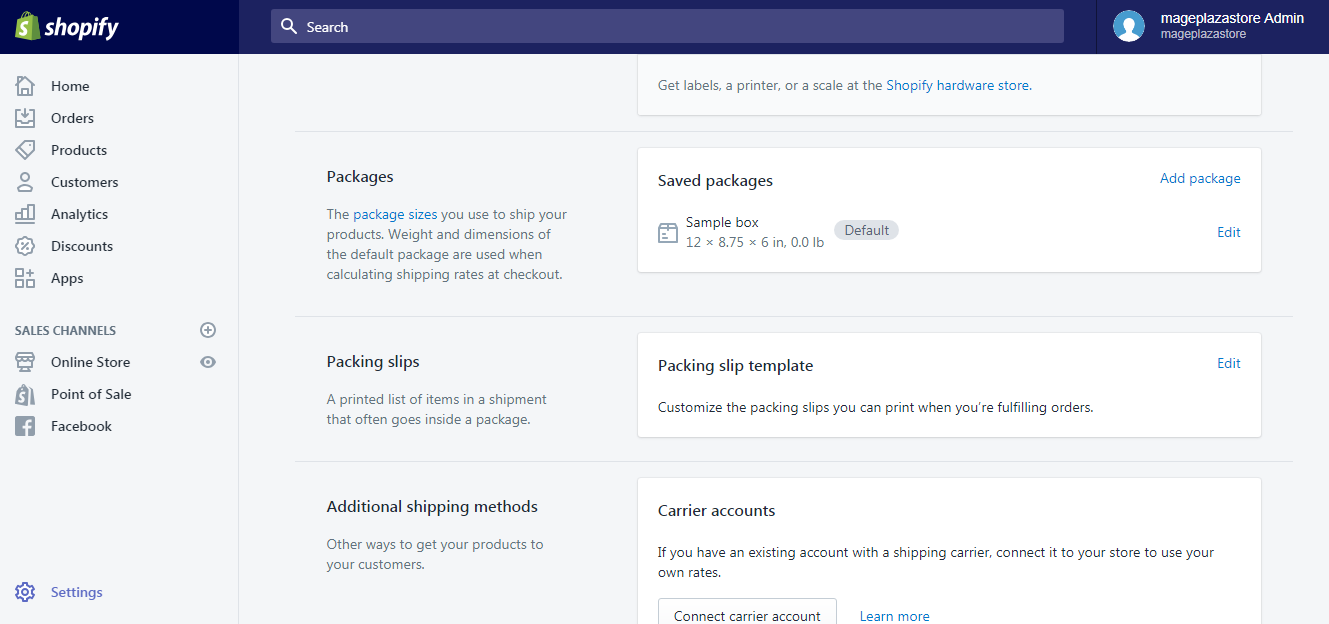 shopify
Search
mageplazastore Admin
mageplazastore
Home
Orders
Products
Customers
Analytics
Discounts
Apps
SALES CHANNELS
Online Store
Point of Sale
Facebook
Settings
Get labels, a printer, or a scale at the Shopify hardware store.
Packages
The package sizes you use to ship your
products. Weight and dimensions of
the default package are used when
calculating shipping rates at checkout.
Saved packages
Add package
Sample box
12 × 8.75 × 6 in, 0.0 lb
Default
Edit
Packing slips
A printed list of items in a shipment
that often goes inside a package.
Packing slip template
Edit
Customize the packing slips you can print when you’re fulfilling orders.
Additional shipping methods
Other ways to get your products to
your customers.
Carrier accounts
If you have an existing account with a shipping carrier, connect it to your store to use your
own rates.
Connect carrier account
Learn more